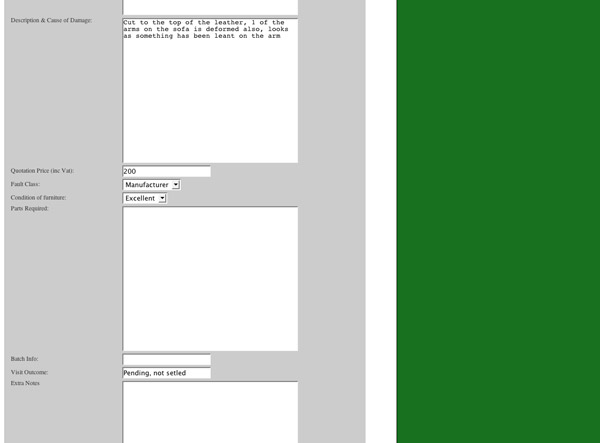 Description & Cause of Damage:
Cut to the top of the leather, 1 of the
arms on the sofa is deformed also, looks
as something has been leant on the arm
Quotation Price (inc Vat):
200
Fault Class:
Manufacturer
Condition of furniture:
Excellent
Parts Required:
Batch Info:
Visit Outcome:
Pending, not setled
Extra Notes